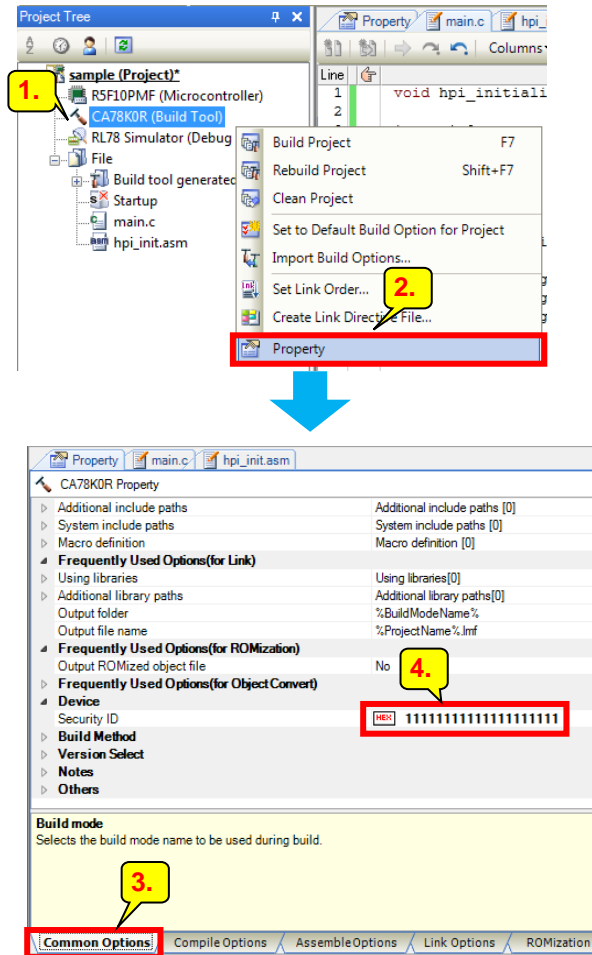 Project Tree
Property main.c hpi_i
Columns
1.
sample (Project)*
R5F10PMF (Microcontroller)
CA78K0R (Build Tool)
RL78 Simulator (Debug
File
Build tool generated
Startup
main.c
hpi_init.asm
Line
1 void hpi_initiali
2
Build Project F7
Rebuild Project Shift+F7
Clean Project
Set to Default Build Option for Project
Import Build Options...
Set Link Order...
2.
Create Link Directive File...
Property
Property main.c hpi_init.asm
CA78K0R Property
Additional include paths Additional include paths [0]
System include paths System include paths [0]
Macro definition Macro definition [0]
Frequently Used Options(for Link)
Using libraries Using libraries[0]
Additional library paths Additional library paths[0]
Output folder %BuildModeName%
Output file name %ProjectName%.lmf
Frequently Used Options(for ROMization)
Output ROMized object file No
4.
Frequently Used Options(for Object Convert)
Device
Security ID HEX 11111111111111111111
Build Method
Version Select
Notes
Others
Build mode
Selects the build mode name to be used during build.
3.
Common Options Compile Options Assemble Options Link Options ROMization